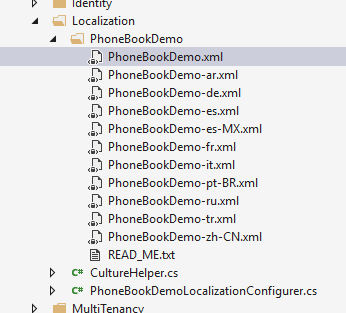 Identity
Localization
PhoneBookDemo
PhoneBookDemo.xml
PhoneBookDemo-ar.xml
PhoneBookDemo-de.xml
PhoneBookDemo-es.xml
PhoneBookDemo-es-MX.xml
PhoneBookDemo-fr.xml
PhoneBookDemo-it.xml
PhoneBookDemo-pt-BR.xml
PhoneBookDemo-ru.xml
PhoneBookDemo-tr.xml
PhoneBookDemo-zh-CN.xml
READ_ME.txt
C# CultureHelper.cs
C# PhoneBookDemoLocalizationConfigurer.cs
MultiTenancy